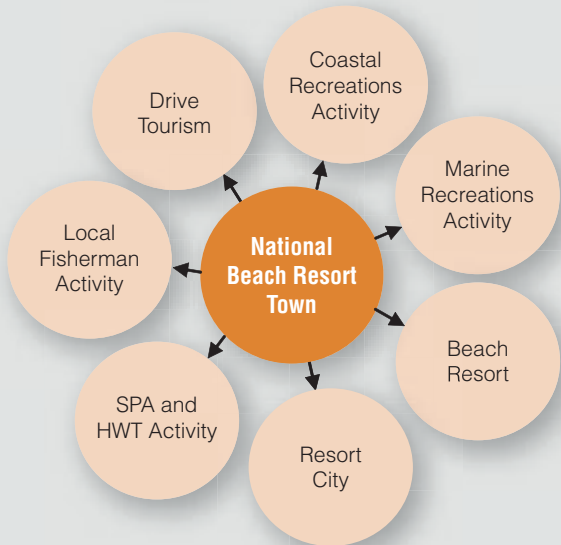 Coastal
Recreations
Activity
Drive
Tourism
Marine
Recreations
Activity
Local
Fisherman
Activity
National
Beach Resort
Town
Beach
Resort
SPA and
HWT Activity
Resort
City